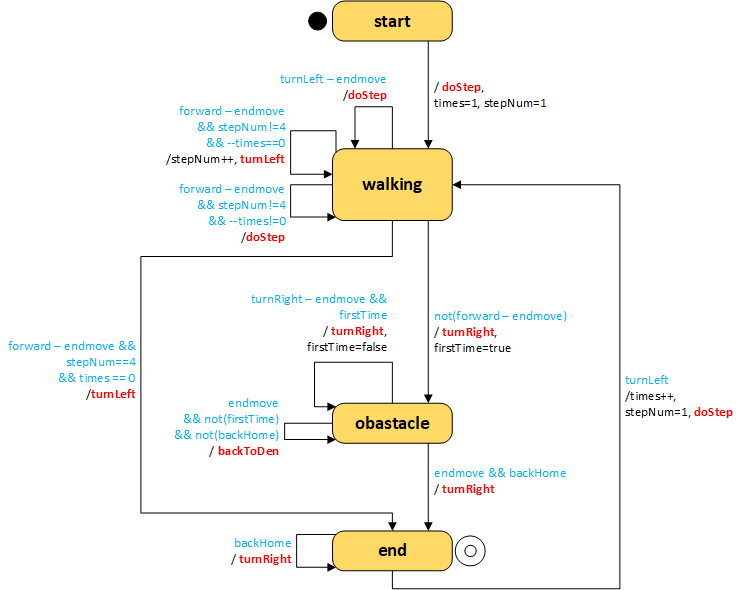 start
turnLeft – endmove
/doStep
/ doStep,
times=1, stepNum=1
forward – endmove
&& stepNum!=4
&& --times==0
/stepNum++, turnLeft
walking
forward – endmove
&& stepNum!=4
&& --times!=0
/doStep
turnRight – endmove &&
firstTime
/ turnRight,
firstTime=false
not(forward – endmove)
/ turnRight,
firstTime=true
forward – endmove &&
stepNum==4
&& times == 0
/turnLeft
turnLeft
/times++,
stepNum=1, doStep
endmove
&& not(firstTime)
&& not(backHome)
/ backToDen
obastacle
endmove && backHome
/ turnRight
backHome
/ turnRight
end